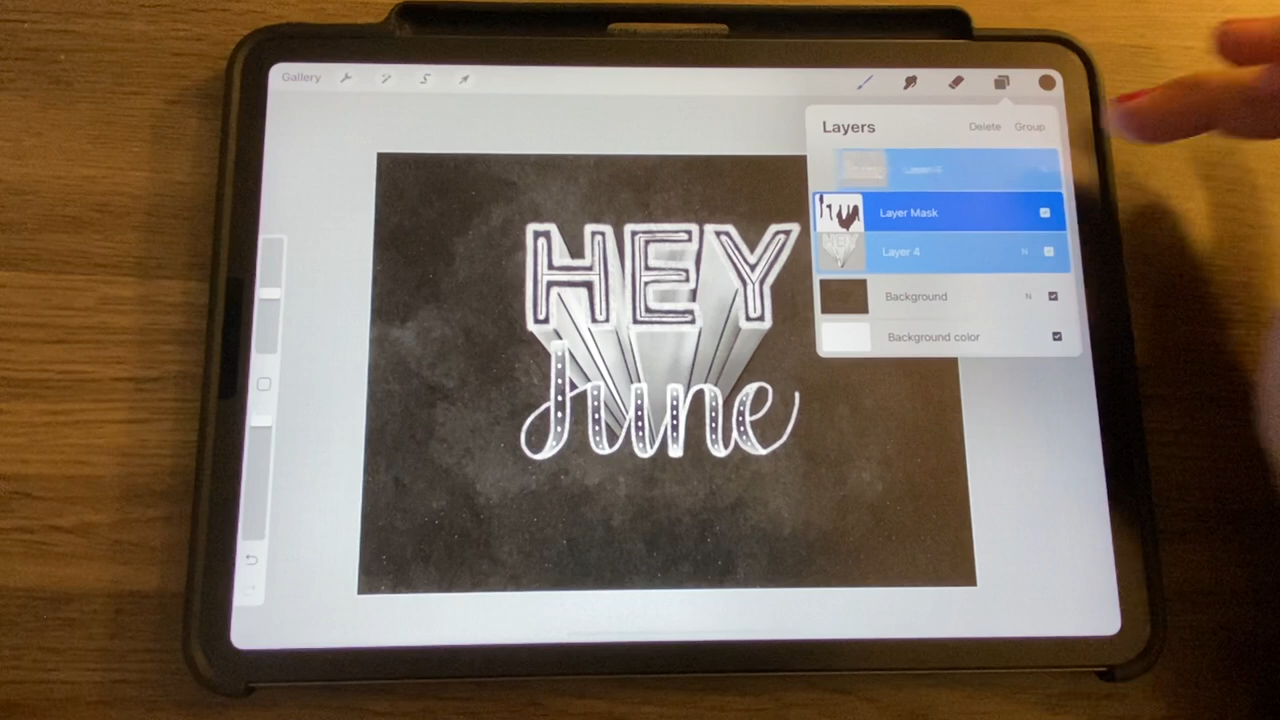 Gallery
Layers Delete Group
Layer Mask
Layer 4 N
Background N
Background color
HEY
June